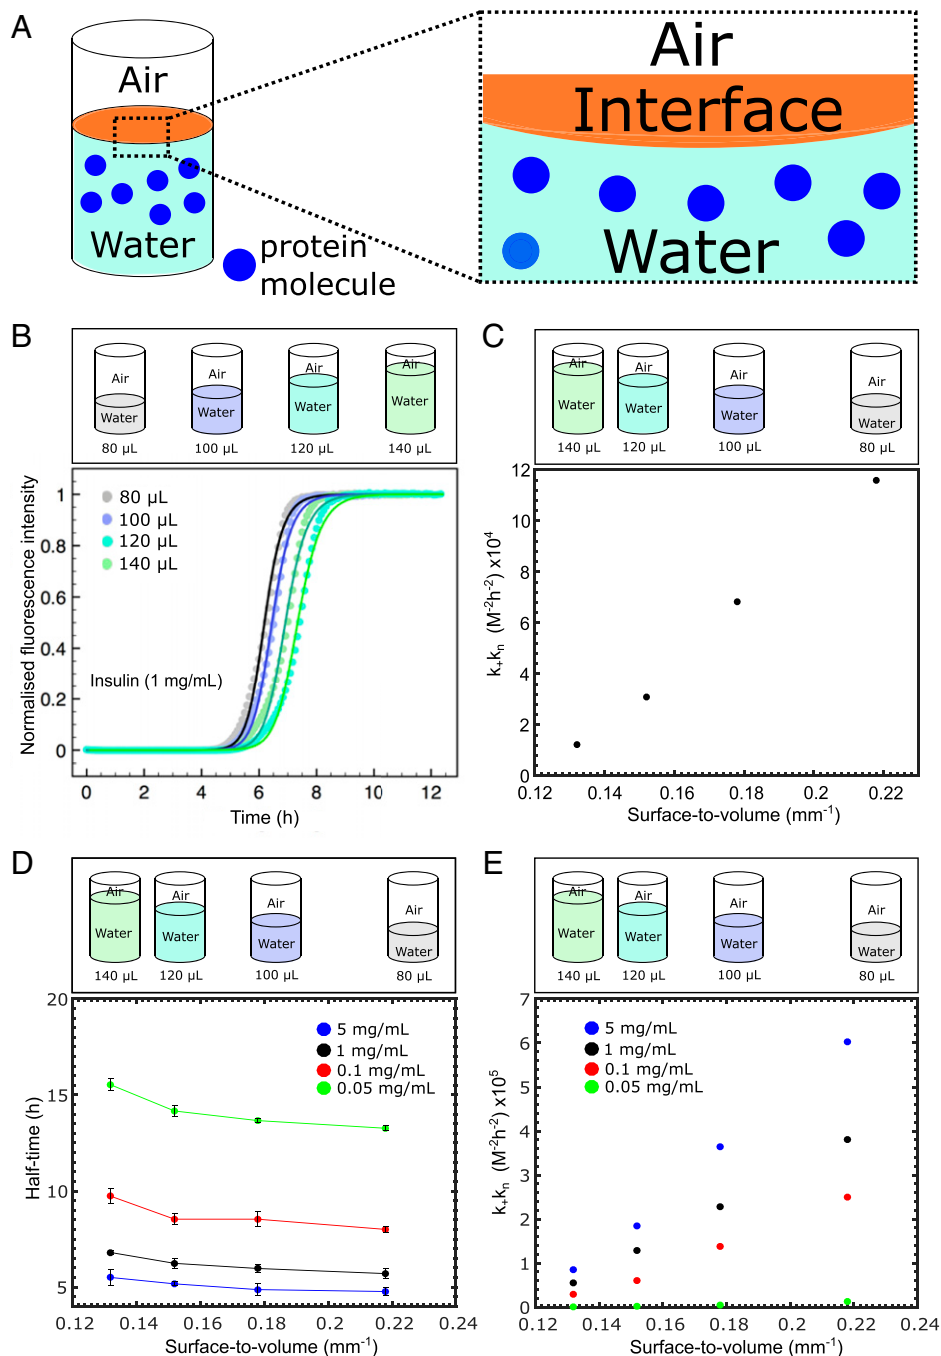 A
Air
Water
protein
molecule
Air
Interface
Water
B
Air
Water
80 µL
Air
Water
100 µL
Air
Water
120 µL
Air
Water
140 µL
Normalised fluorescence intensity
1
0.8
0.6
0.4
0.2
0
80 µL
100 µL
120 µL
140 µL
Insulin (1 mg/mL)
0 2 4 6 8 10 12
Time (h)
C
Air
Water
140 µL
Air
Water
120 µL
Air
Water
100 µL
Air
Water
80 µL
k₊kₙ (M⁻²h⁻²) x10⁴
12
10
8
6
4
2
0
0.12 0.14 0.16 0.18 0.2 0.22
Surface-to-volume (mm⁻¹)
D
Air
Water
140 µL
Air
Water
120 µL
Air
Water
100 µL
Air
Water
80 µL
Half-time (h)
20
15
10
5
5 mg/mL
1 mg/mL
0.1 mg/mL
0.05 mg/mL
0.12 0.14 0.16 0.18 0.20 0.22 0.24
Surface-to-volume (mm⁻¹)
E
Air
Water
140 µL
Air
Water
120 µL
Air
Water
100 µL
Air
Water
80 µL
k₊kₙ (M⁻²h⁻²) x10⁵
7
6
5
4
3
2
1
0
5 mg/mL
1 mg/mL
0.1 mg/mL
0.05 mg/mL
0.12 0.14 0.16 0.18 0.20 0.22 0.24
Surface-to-volume (mm⁻¹)